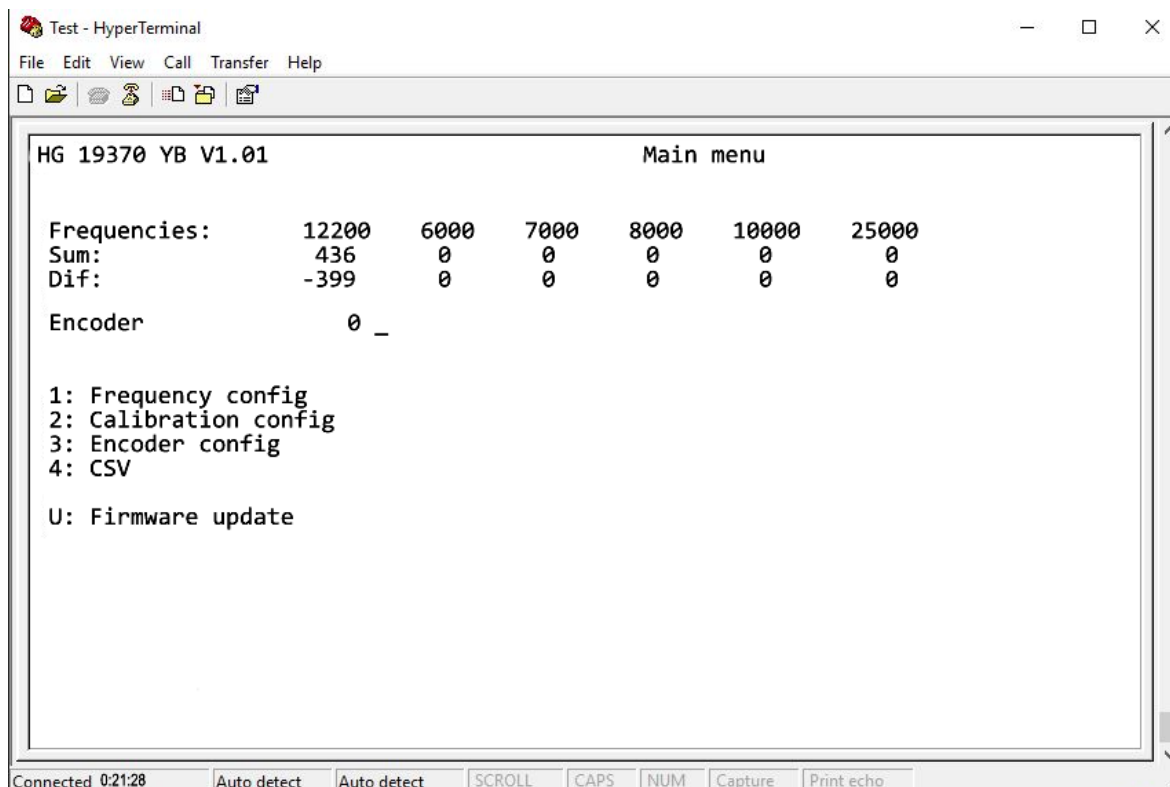 Test - HyperTerminal
File Edit View Call Transfer Help
HG 19370 YB V1.01 Main menu
Frequencies: 12200 6000 7000 8000 10000 25000
Sum: 436 0 0 0 0 0
Dif: -399 0 0 0 0 0
Encoder 0 _
1: Frequency config
2: Calibration config
3: Encoder config
4: CSV
U: Firmware update
Connected 0:21:28 Auto detect Auto detect SCROLL CAPS NUM Capture Print echo